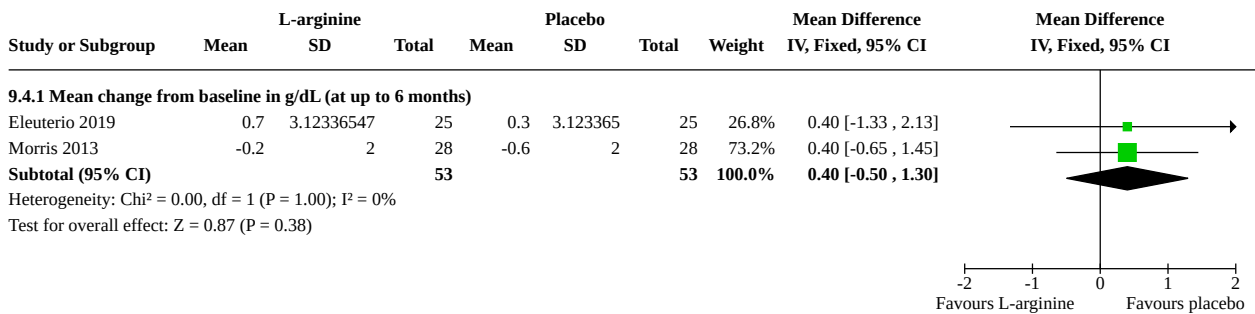 L-arginine Placebo Mean Difference Mean Difference
Study or Subgroup Mean SD Total Mean SD Total Weight IV, Fixed, 95% CI IV, Fixed, 95% CI
9.4.1 Mean change from baseline in g/dL (at up to 6 months)
Eleuterio 2019 0.7 3.12336547 25 0.3 3.123365 25 26.8% 0.40 [-1.33 , 2.13]
Morris 2013 -0.2 2 28 -0.6 2 28 73.2% 0.40 [-0.65 , 1.45]
Subtotal (95% CI) 53 53 100.0% 0.40 [-0.50 , 1.30]
Heterogeneity: Chi² = 0.00, df = 1 (P = 1.00); I² = 0%
Test for overall effect: Z = 0.87 (P = 0.38)
-2 -1 0 1 2
Favours L-arginine Favours placebo